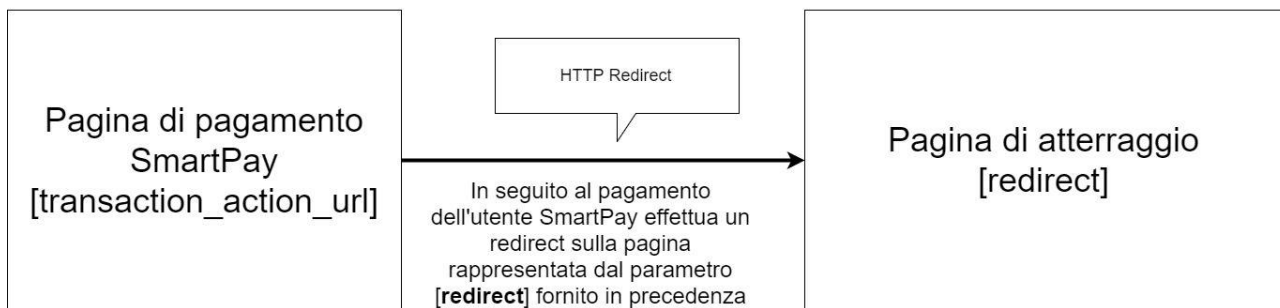 Pagina di pagamento
SmartPay
[transaction_action_url]
HTTP Redirect
In seguito al pagamento
dell'utente SmartPay effettua un
redirect sulla pagina
rappresentata dal parametro
[redirect] fornito in precedenza
Pagina di atterraggio
[redirect]